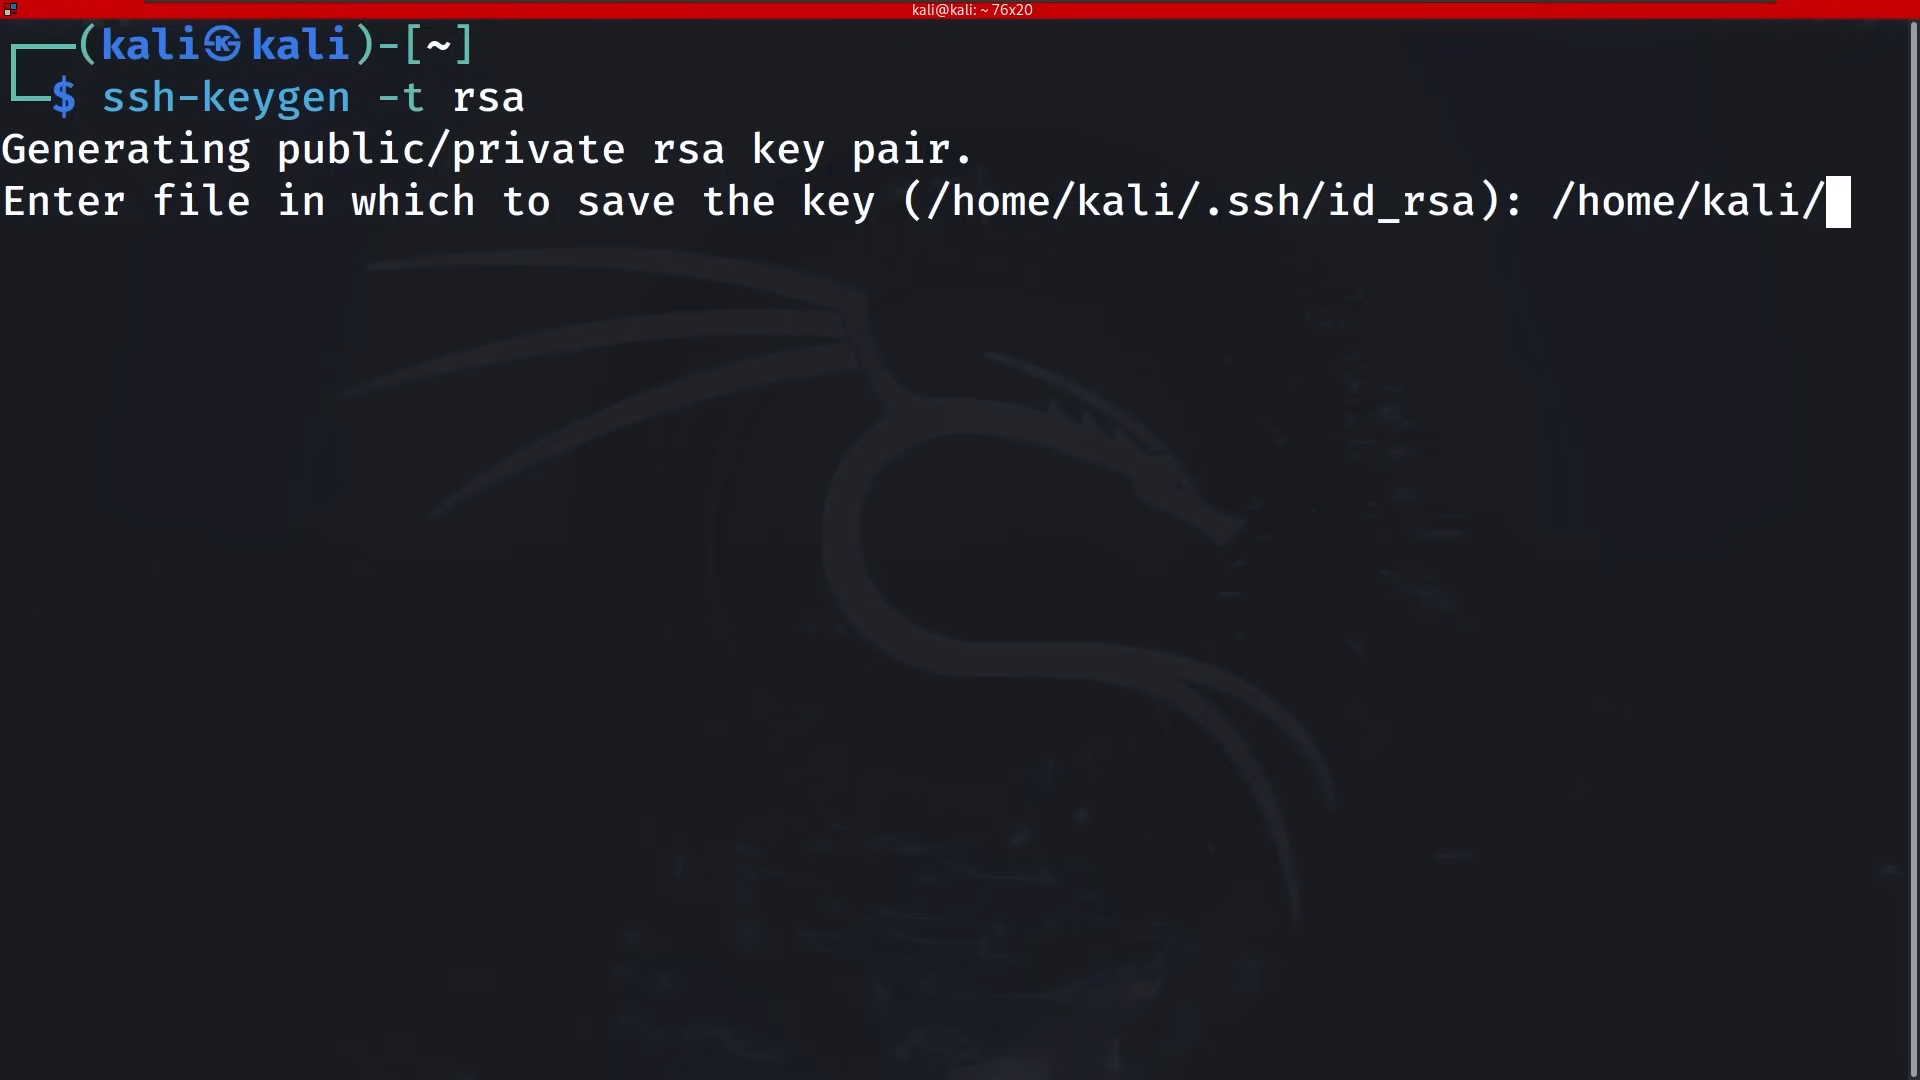 kali@kali: ~ 76x20
┌──(kali㉿kali)-[~]
└─$ ssh-keygen -t rsa
Generating public/private rsa key pair.
Enter file in which to save the key (/home/kali/.ssh/id_rsa): /home/kali/